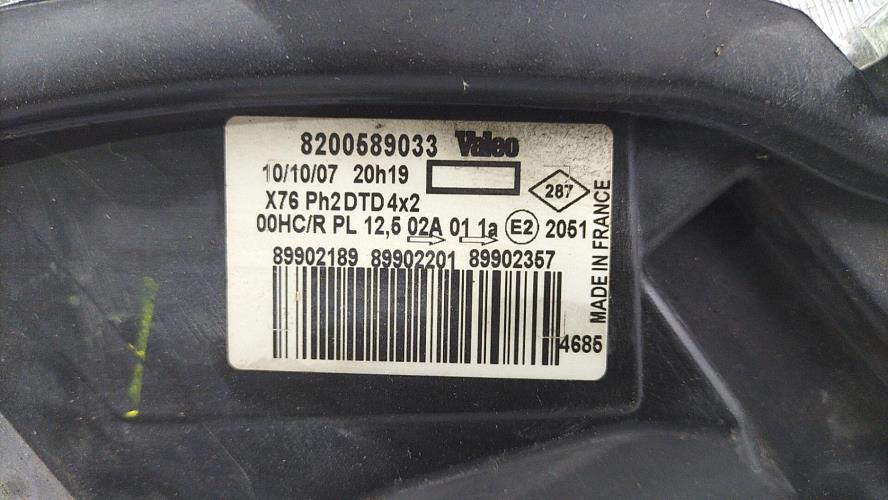 8200589033 Valeo
10/10/07 20h19
287
X76 Ph2 DTD 4x2
00HC/R PL 12,5 02A 01 1a E2 2051
89902189 89902201 89902357
4685
MADE IN FRANCE